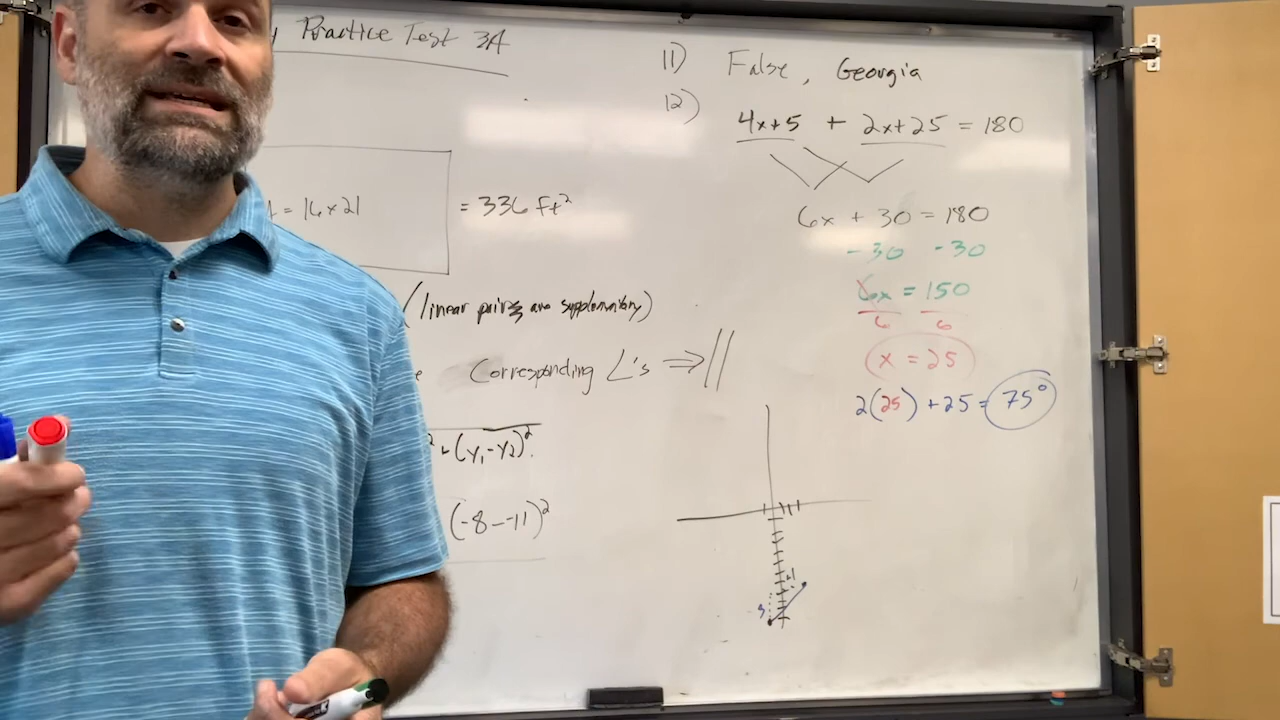 Practice Test 3A
= 16 x 21
= 336 Ft²
(linear pairs are supplementary)
Corresponding ∠'s ⇒ ||
² + (y₁-y₂)²
(-8--11)²
11) False, Georgia
12) 4x+5 + 2x+25 = 180
6x + 30 = 180
-30 -30
6x = 150
6 6
x = 25
2(25) + 25 = 75°
3